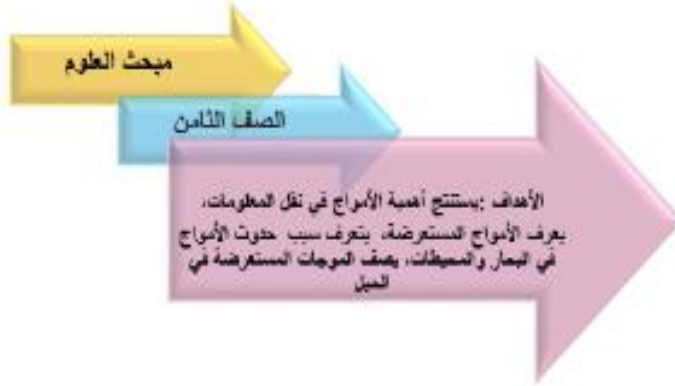 مبحث العلوم
الصف الثامن
الأهداف :يستنتج أهمية الأمواج في نقل المعلومات،
يعرف الأمواج المستعرضة، يتعرف سبب حدوث الأمواج
في البحار والمحيطات، يصف الموجات المستعرضة في
الحبل